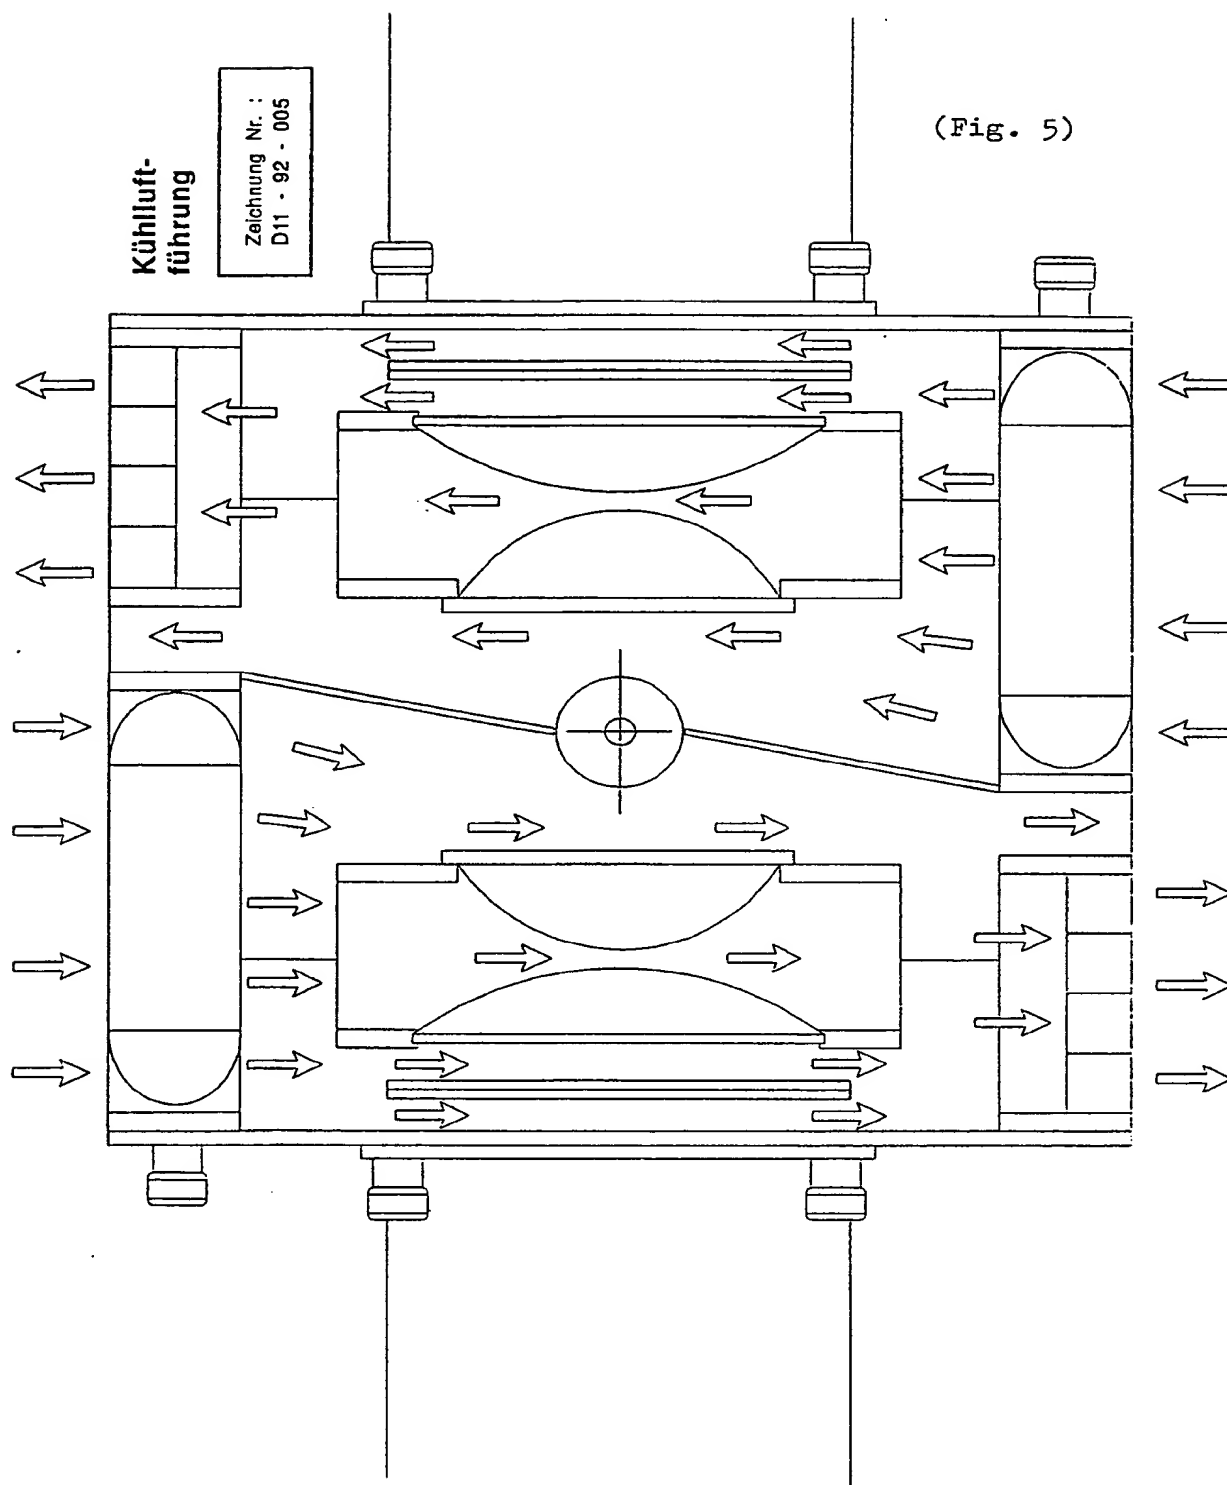 Kühlluft-
führung
Zeichnung Nr. :
D11 - 92 - 005
(Fig. 5)